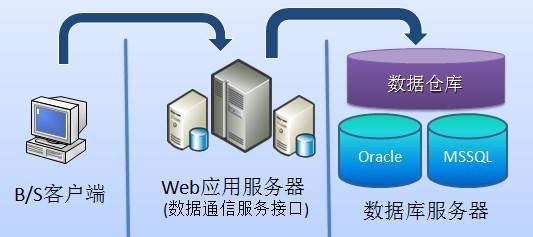 数据仓库
Oracle
MSSQL
B/S客户端
Web应用服务器
(数据通信服务接口)
数据库服务器